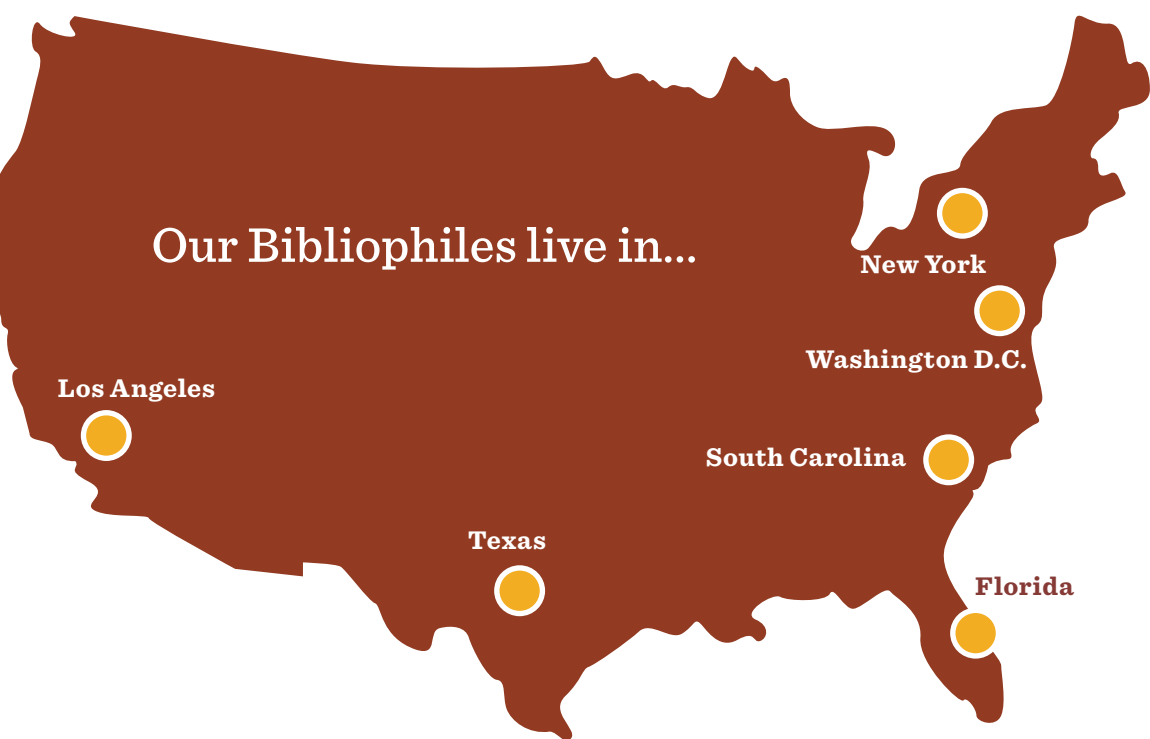 Our Bibliophiles live in...
New York
Washington D.C.
Los Angeles
South Carolina
Texas
Florida